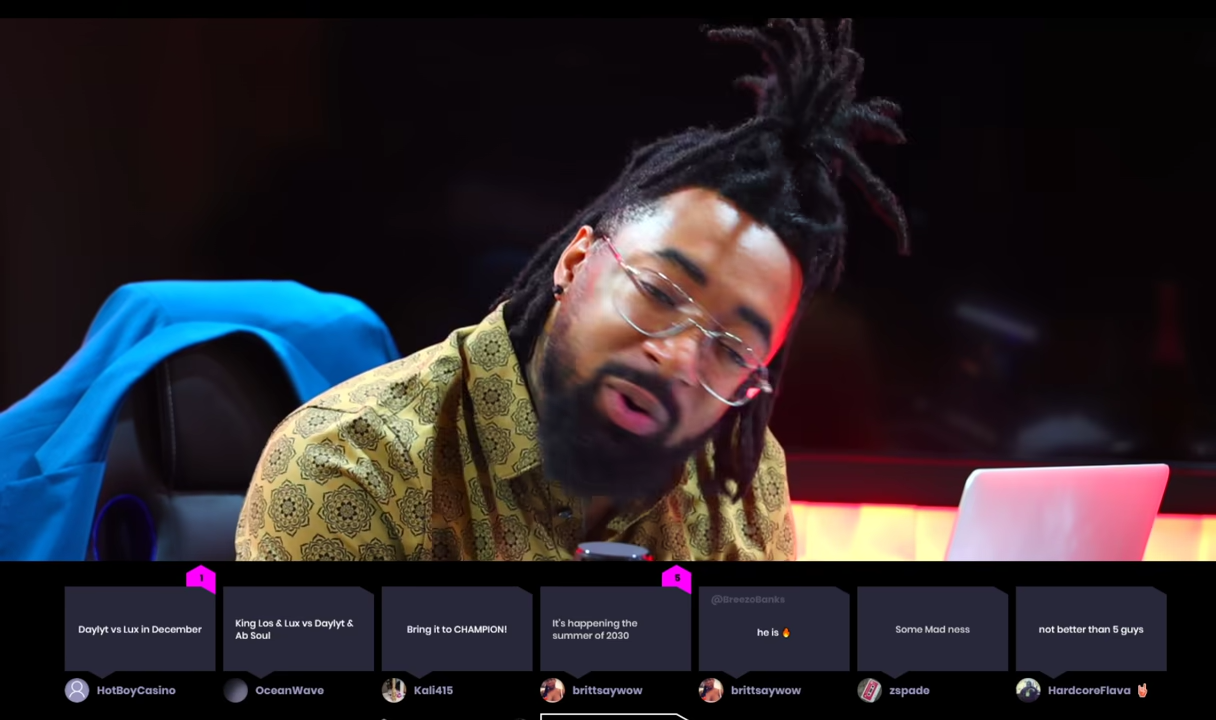 1
5
Daylyt vs Lux in December
King Los & Lux vs Daylyt &
Ab Soul
Bring it to CHAMPION!
It's happening the
summer of 2030
@BreezoBanks
he is 🔥
Some Mad ness
not better than 5 guys
HotBoyCasino
OceanWave
Kali415
brittsaywow
brittsaywow
zspade
HardcoreFlava 🤘🏻